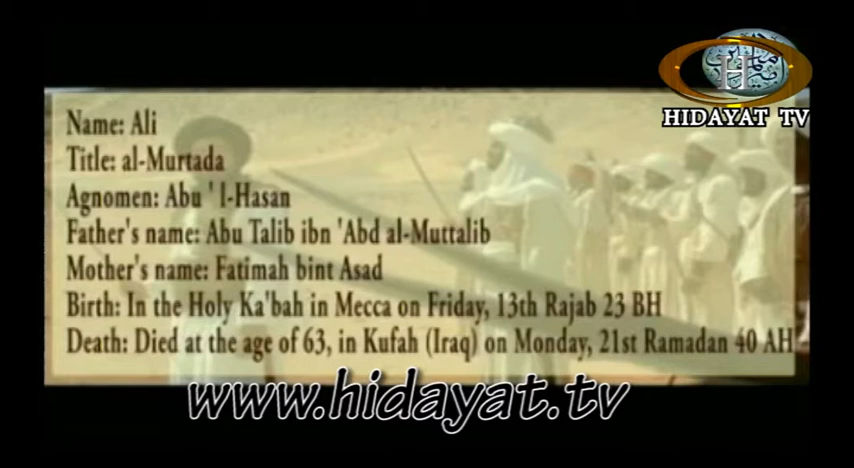 H
HIDAYAT TV
Name: Ali
Title: al-Murtada
Agnomen: Abu ' l-Hasan
Father's name: Abu Talib ibn 'Abd al-Muttalib
Mother's name: Fatimah bint Asad
Birth: In the Holy Ka'bah in Mecca on Friday, 13th Rajab 23 BH
Death: Died at the age of 63, in Kufah (Iraq) on Monday, 21st Ramadan 40 AH
www.hidayat.tv